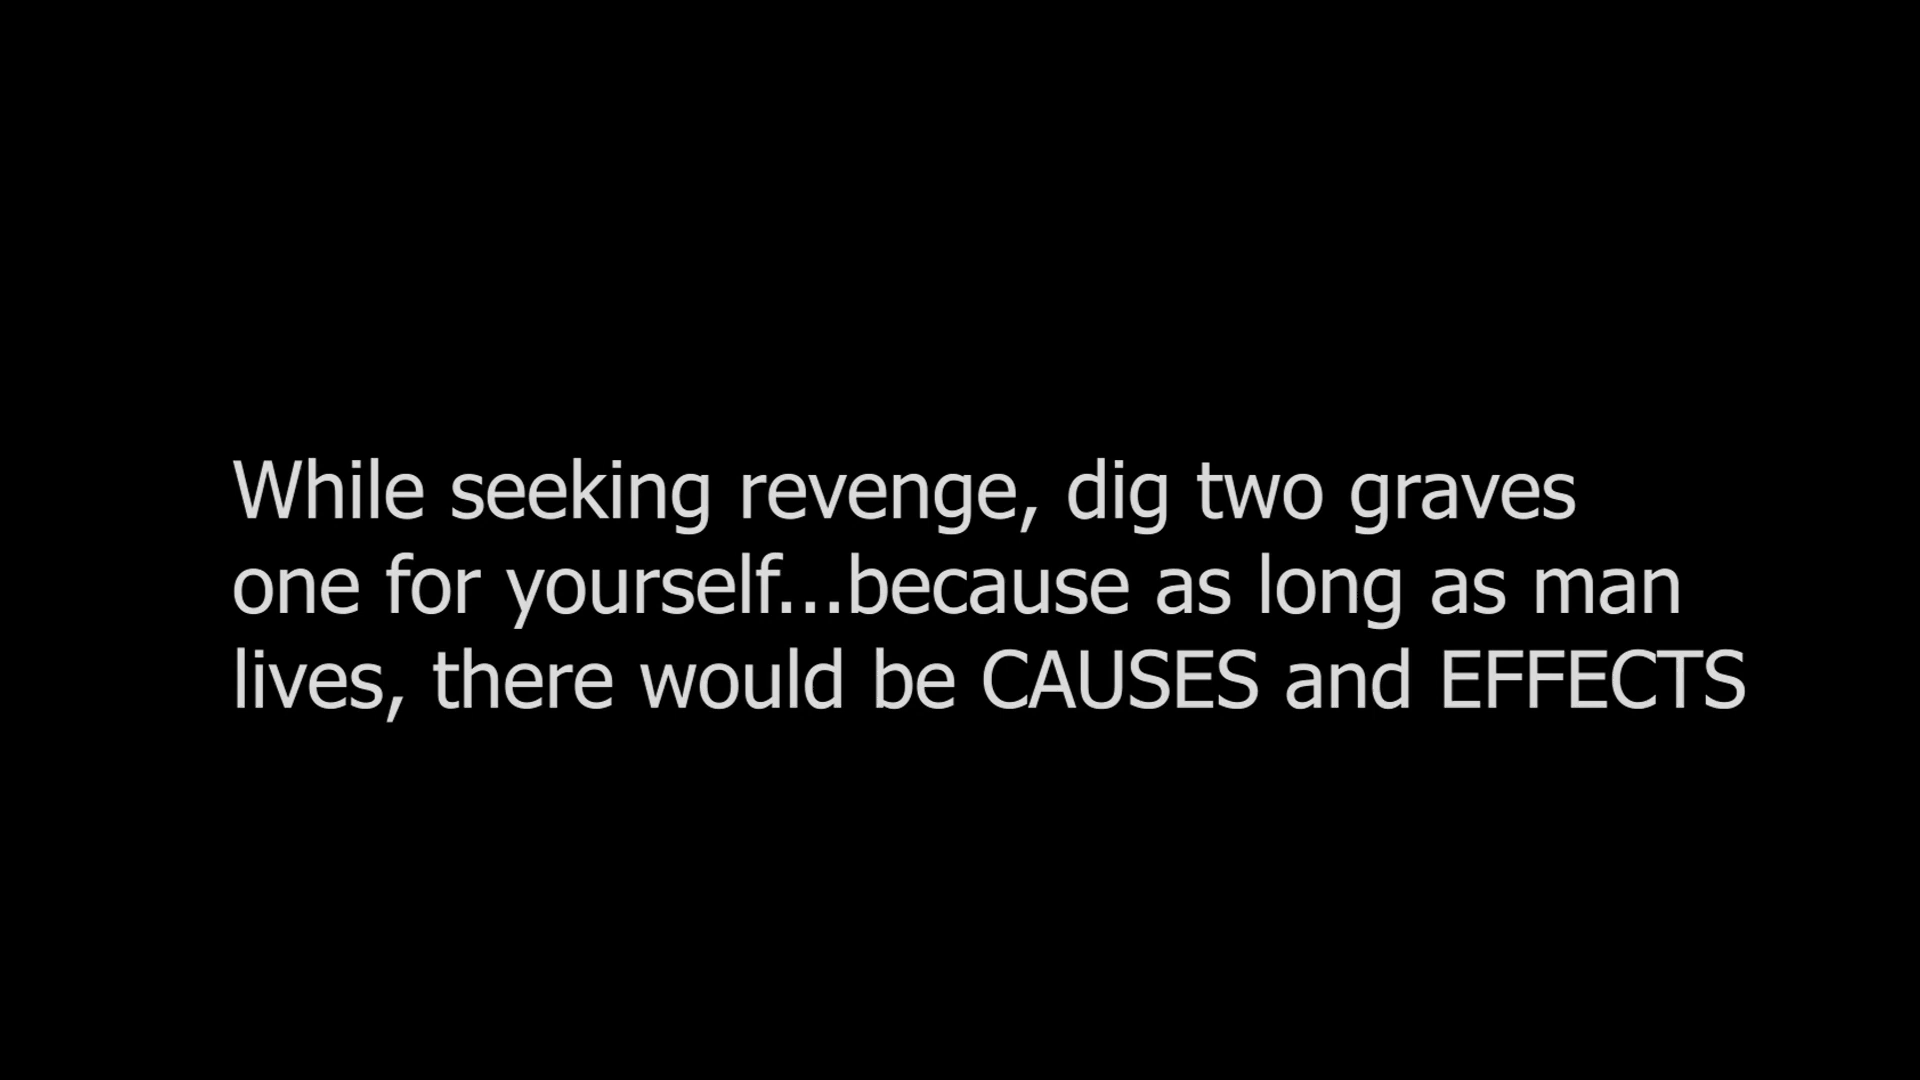 While seeking revenge, dig two graves
one for yourself...because as long as man
lives, there would be CAUSES and EFFECTS